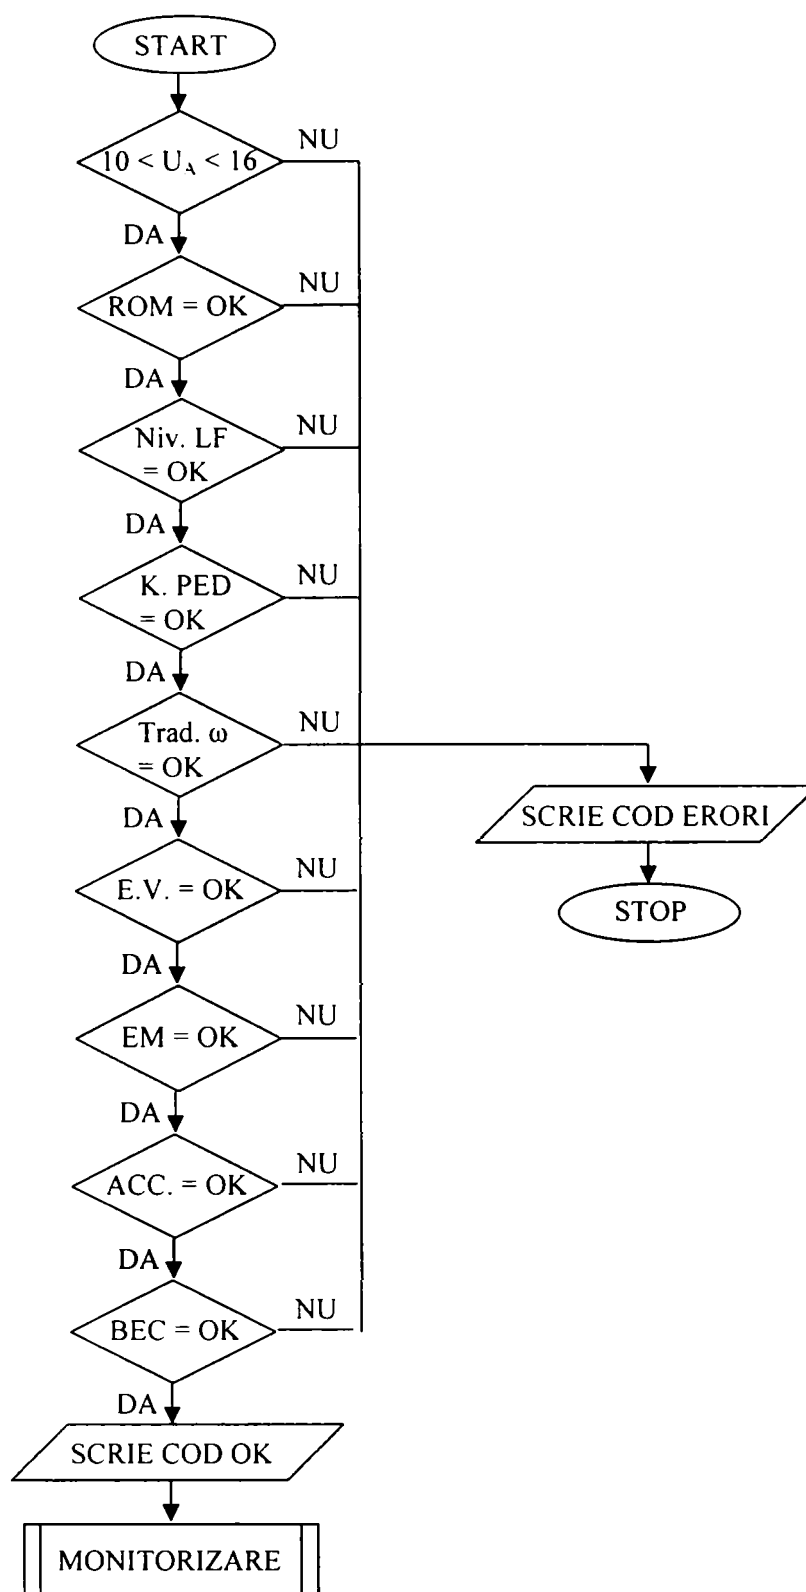 START
10 < U_A < 16
NU
DA
ROM = OK
NU
DA
Niv. LF
= OK
NU
DA
K. PED
= OK
NU
DA
Trad. ω
= OK
NU
SCRIE COD ERORI
STOP
DA
E.V. = OK
NU
DA
EM = OK
NU
DA
ACC. = OK
NU
DA
BEC = OK
NU
DA
SCRIE COD OK
MONITORIZARE